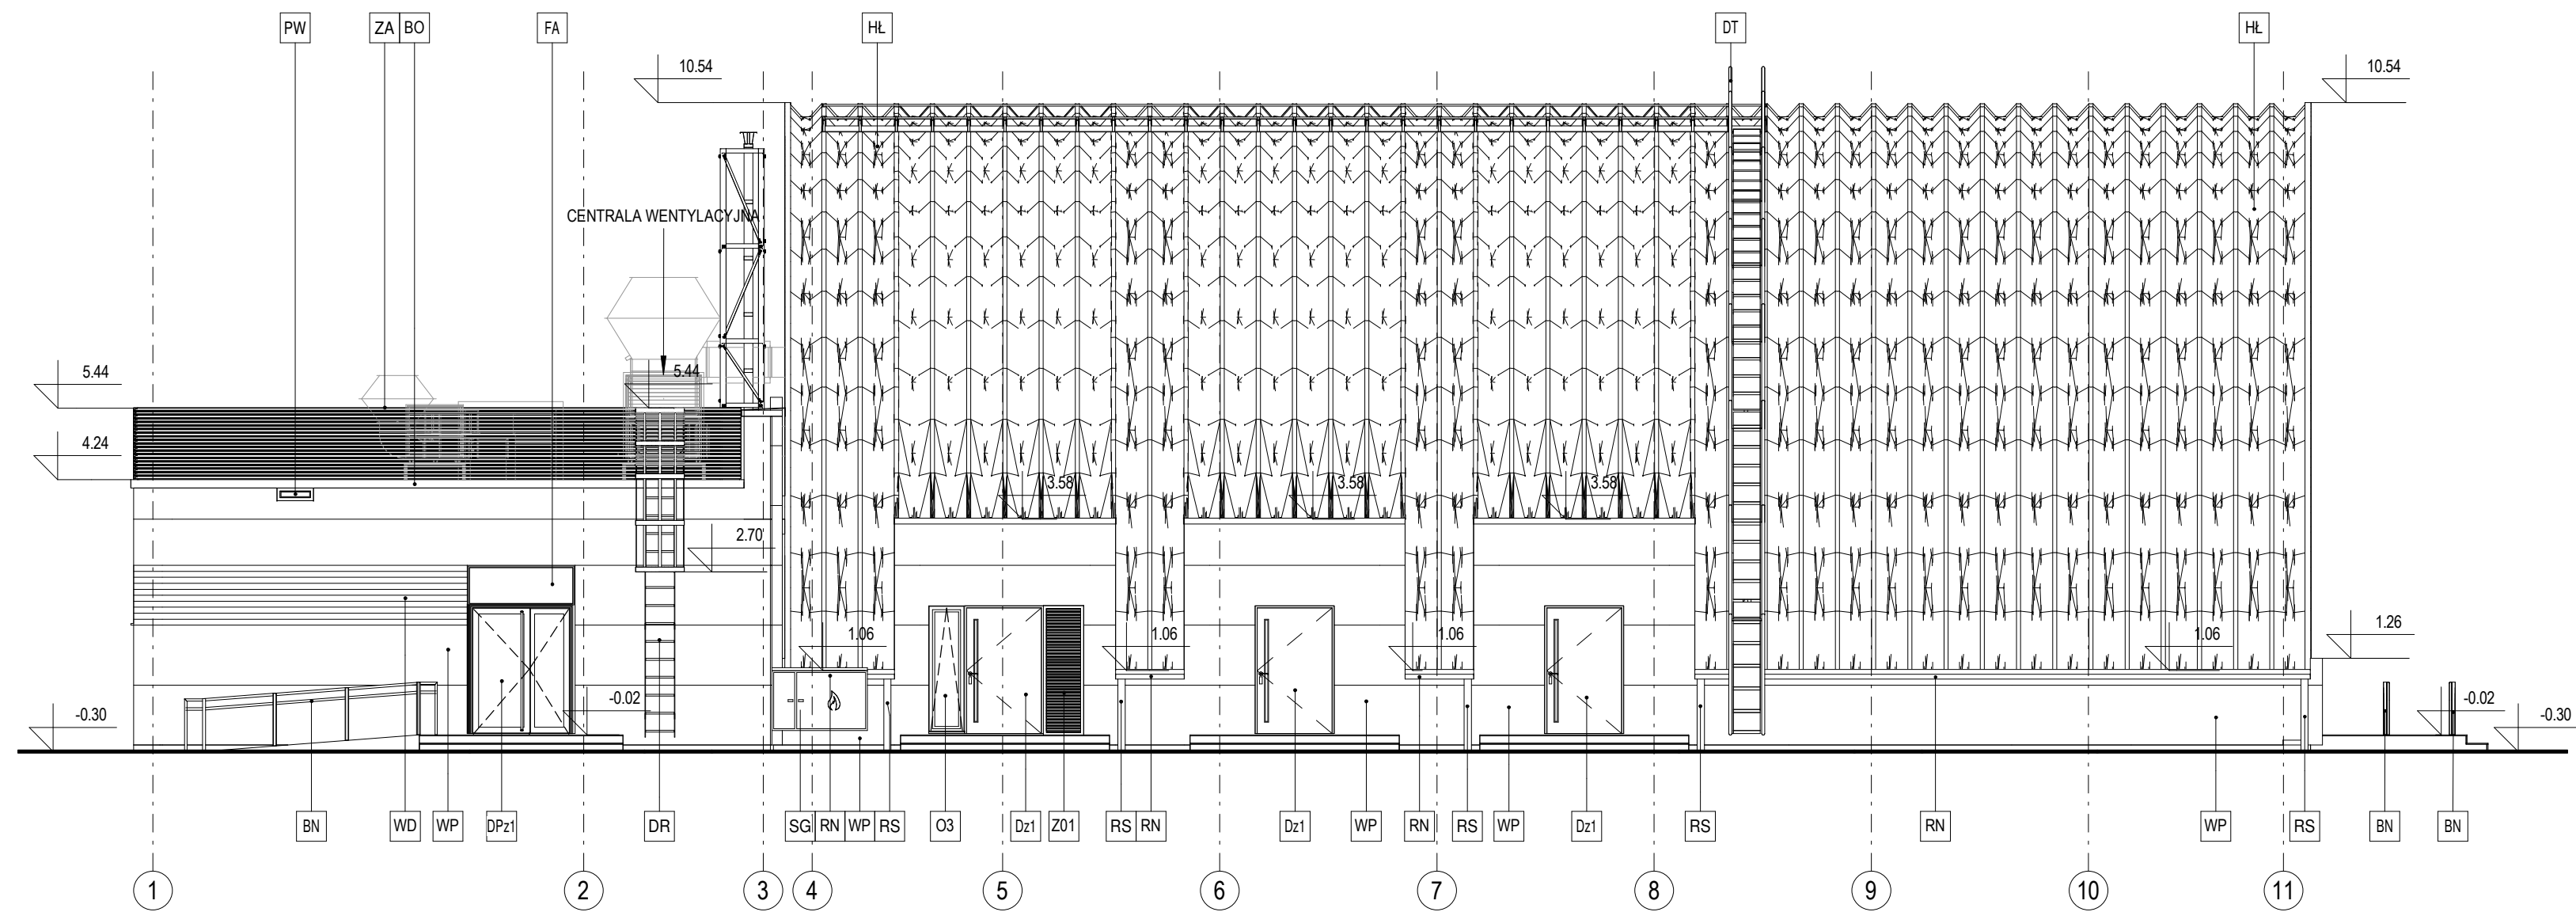 PW ZA BO FA HŁ DT HŁ
10.54 10.54
CENTRALA WENTYLACYJNA
5.44 5.44
4.24
3.58 3.58 3.58
2.70
1.06 1.06 1.06 1.06 1.26
-0.30 -0.02 -0.02 -0.30
BN WD WP DPz1 DR SG RN WP RS O3 Dz1 Z01 RS RN Dz1 WP RN RS WP Dz1 RS RN WP RS BN BN
1 2 3 4 5 6 7 8 9 10 11